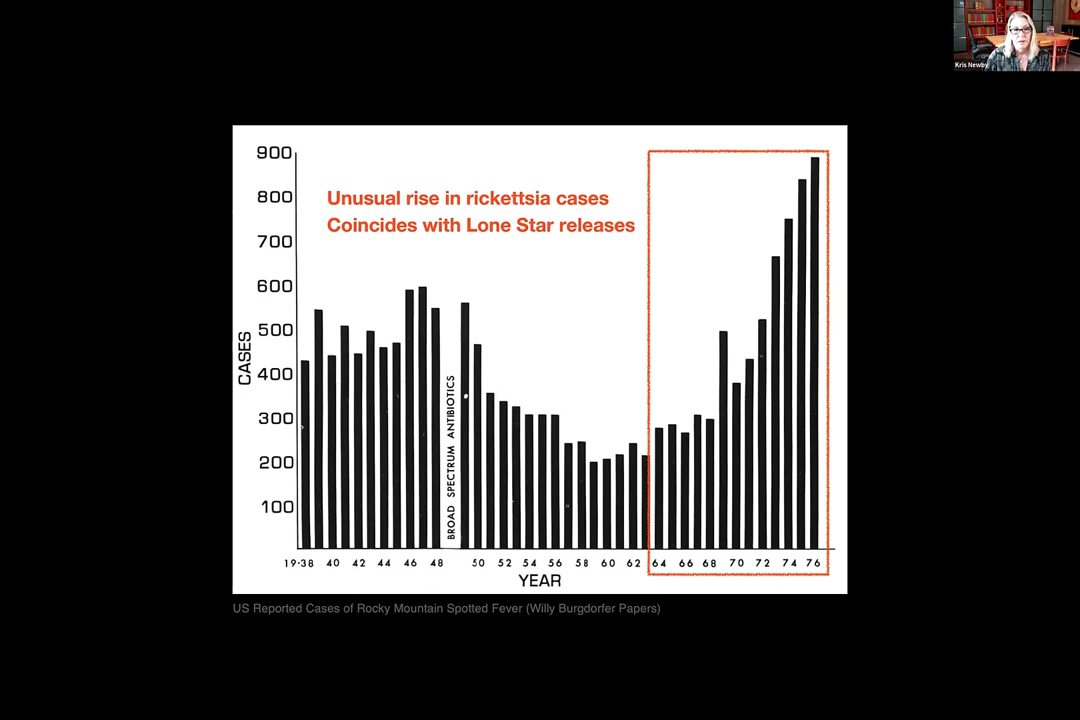 Kris Newby
900
Unusual rise in rickettsia cases
800
Coincides with Lone Star releases
700
600
500
CASES
400
300
BROAD SPECTRUM ANTIBIOTICS
200
100
19-38 40 42 44 46 48 50 52 54 56 58 60 62 64 66 68 70 72 74 76
YEAR
US Reported Cases of Rocky Mountain Spotted Fever (Willy Burgdorfer Papers)